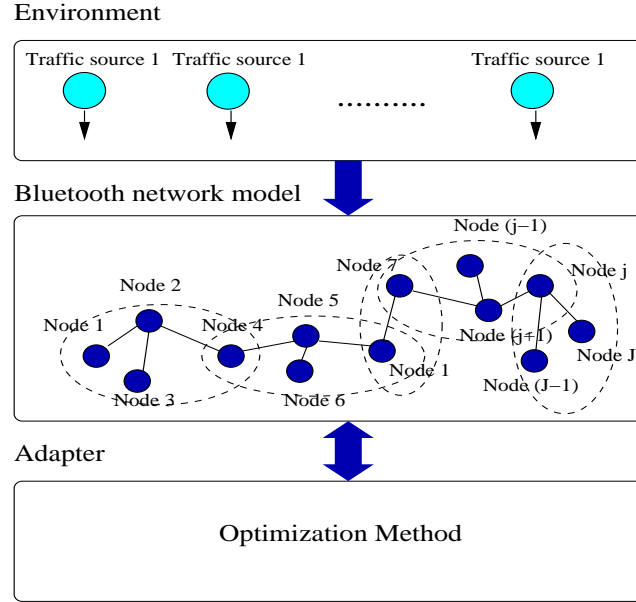 Environment
Traffic source 1 Traffic source 1 Traffic source 1
...........
Bluetooth network model
Node (j−1)
Node 7 Node j
Node 2
Node 5
Node 1 Node 4 Node (j+1)
Node J
Node 1
Node (J−1)
Node 3 Node 6
Adapter
Optimization Method